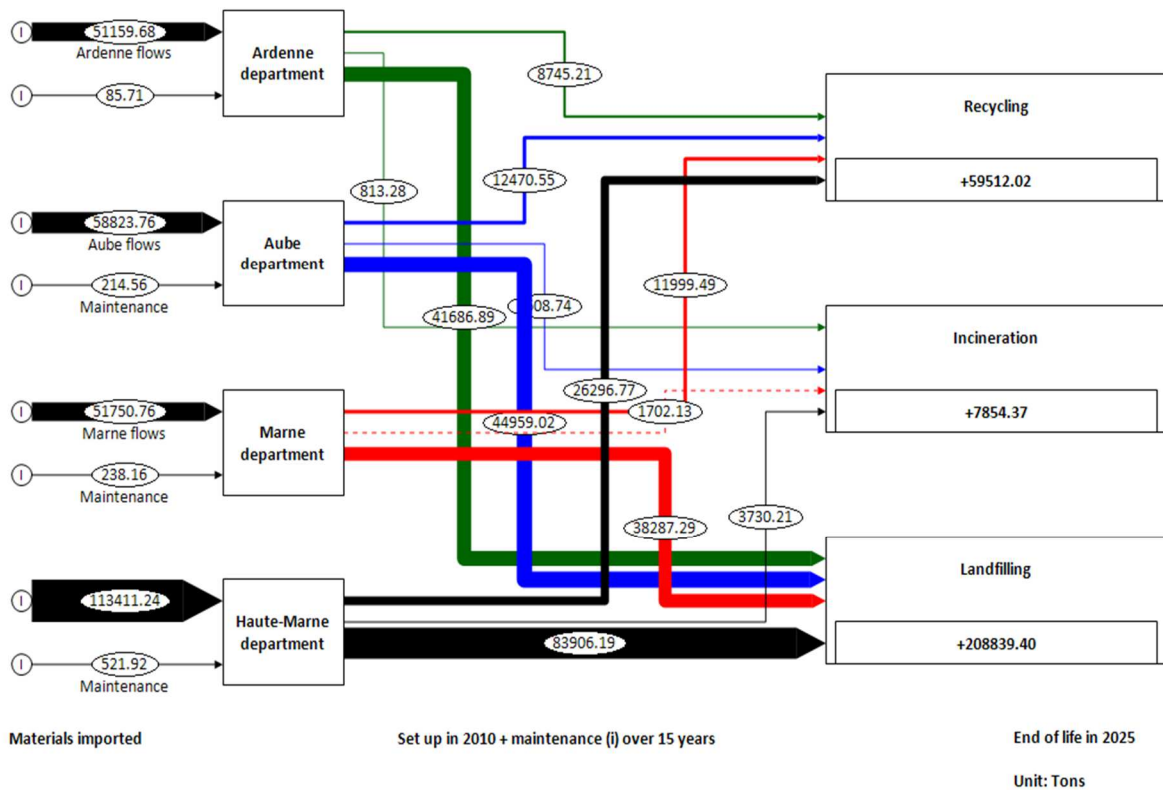 I
51159.68
Ardenne flows
I
85.71
Ardenne
department
8745.21
813.28
41686.89
I
58823.76
Aube flows
I
214.56
Maintenance
Aube
department
12470.55
44959.02
I
51750.76
Marne flows
I
238.16
Maintenance
Marne
department
11999.49
1702.13
38287.29
I
113411.24
I
521.92
Maintenance
Haute-Marne
department
26296.77
3730.21
83906.19
Recycling
+59512.02
Incineration
+7854.37
Landfilling
+208839.40
Materials imported
Set up in 2010 + maintenance (i) over 15 years
End of life in 2025
Unit: Tons